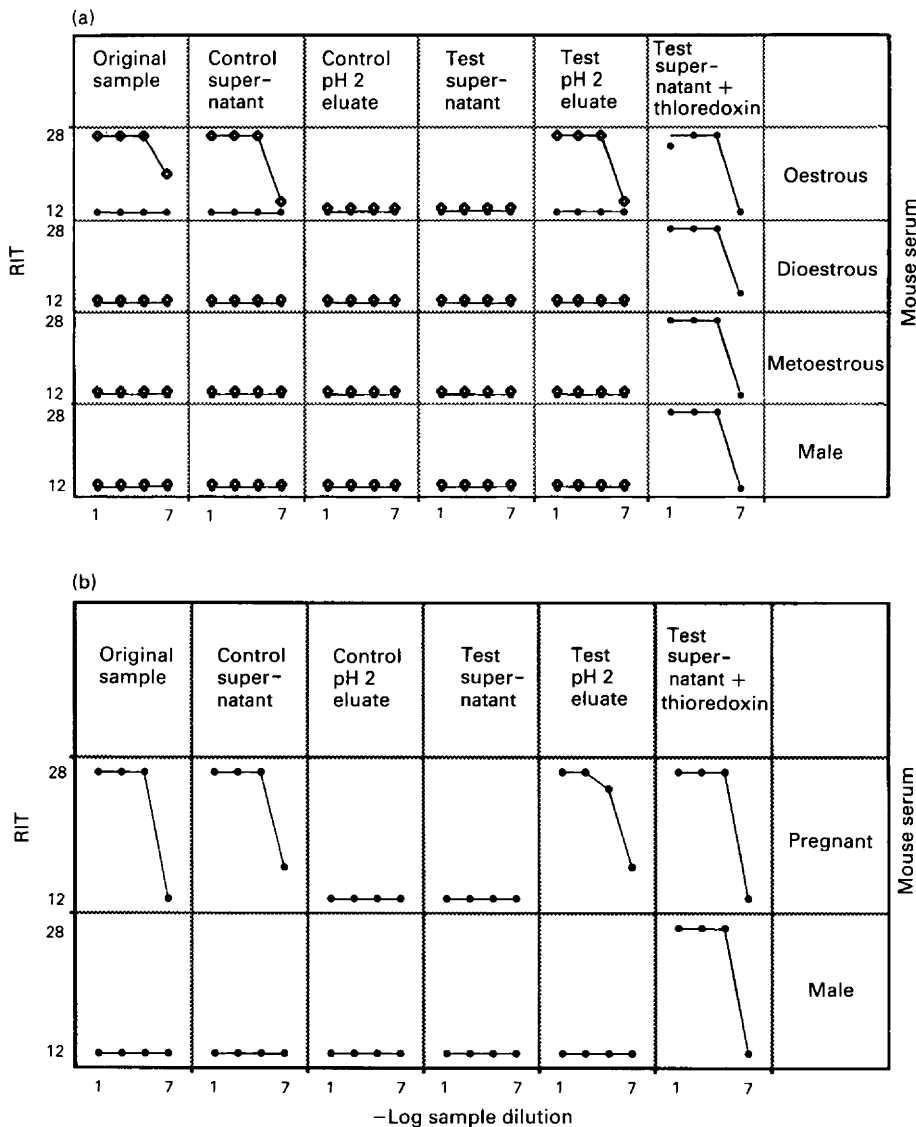 (a)
Original
sample
Control
super-
natant
Control
pH 2
eluate
Test
super-
natant
Test
pH 2
eluate
Test
super-
natant +
thloredoxin
28
12
Oestrous
28
12
Dioestrous
28
12
Metoestrous
28
12
Male
RIT
Mouse serum
1 7 1 7 1 7 1 7 1 7 1 7
(b)
Original
sample
Control
super-
natant
Control
pH 2
eluate
Test
super-
natant
Test
pH 2
eluate
Test
super-
natant +
thioredoxin
28
12
Pregnant
28
12
Male
RIT
Mouse serum
1 7 1 7 1 7 1 7 1 7 1 7
−Log sample dilution